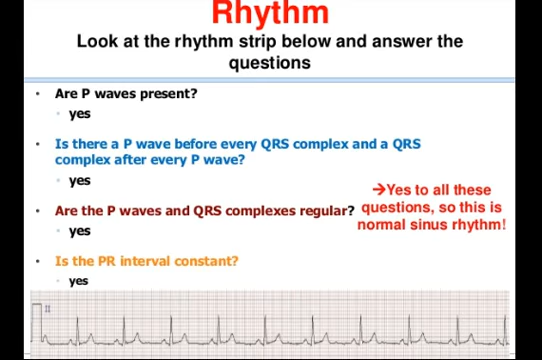 Rhythm
Look at the rhythm strip below and answer the
questions
• Are P waves present?
• yes
• Is there a P wave before every QRS complex and a QRS
complex after every P wave?
• yes
• Are the P waves and QRS complexes regular?
• yes
• Is the PR interval constant?
• yes
→Yes to all these
questions, so this is
normal sinus rhythm!
II